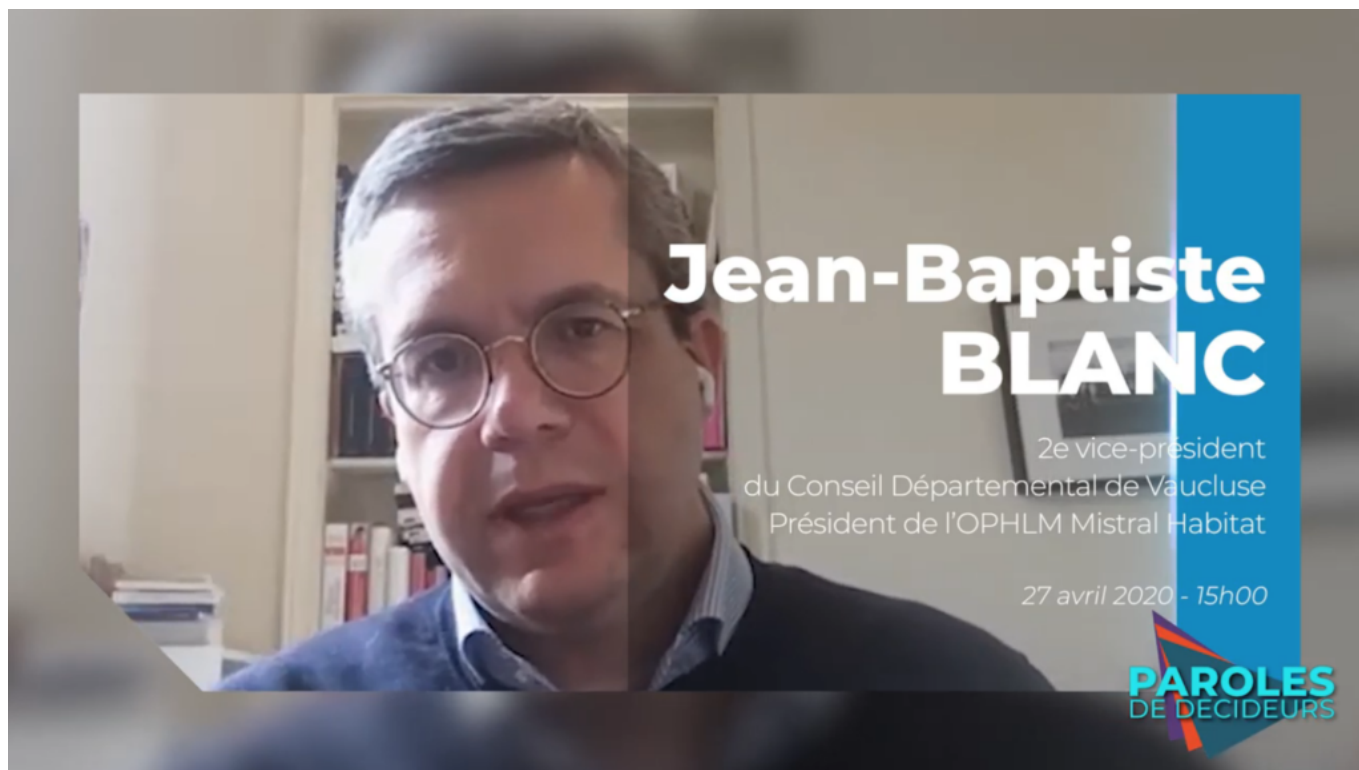 Jean-Baptiste
BLANC
2e vice-président
du Conseil Départemental de Vaucluse
Président de l'OPHLM Mistral Habitat
27 avril 2020 - 15h00
PAROLES
DE DECIDEURS